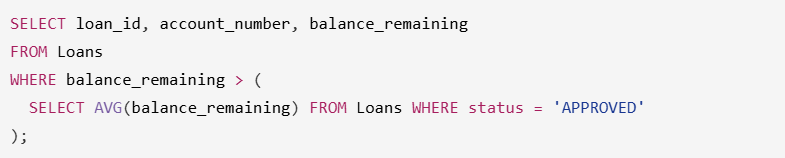 SELECT loan_id, account_number, balance_remaining
FROM Loans
WHERE balance_remaining > (
  SELECT AVG(balance_remaining) FROM Loans WHERE status = 'APPROVED'
);